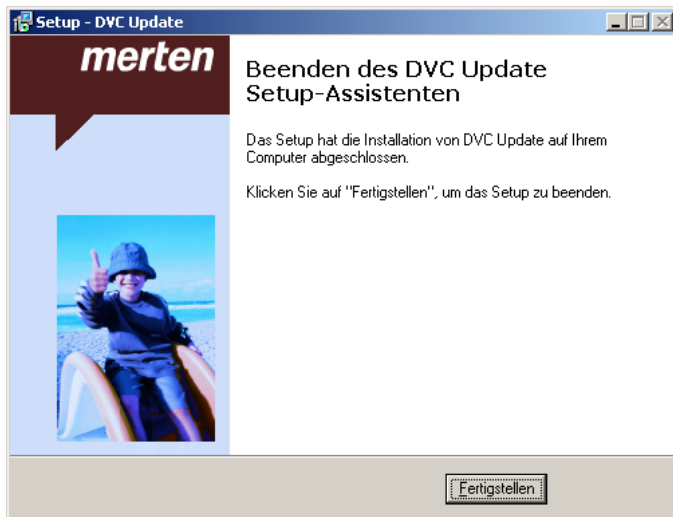 Setup - DVC Update
merten
Beenden des DVC Update
Setup-Assistenten
Das Setup hat die Installation von DVC Update auf Ihrem
Computer abgeschlossen.
Klicken Sie auf "Fertigstellen", um das Setup zu beenden.
Fertigstellen